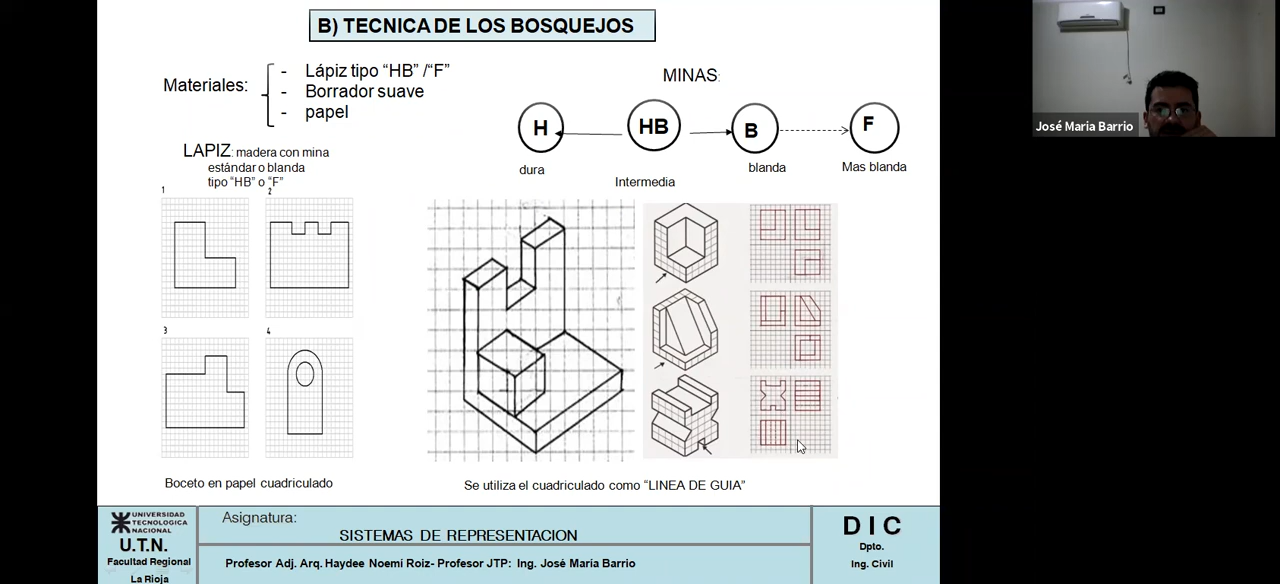 B) TECNICA DE LOS BOSQUEJOS
Materiales:
- Lápiz tipo “HB” /“F”
- Borrador suave
- papel
MINAS:
H
HB
B
F
dura
Intermedia
blanda
Mas blanda
LAPIZ: madera con mina
estándar o blanda
tipo “HB” o “F”
1
2
3
4
Boceto en papel cuadriculado
Se utiliza el cuadriculado como “LINEA DE GUIA”
José Maria Barrio
UNIVERSIDAD
TECNOLOGICA
NACIONAL
U.T.N.
Facultad Regional
La Rioja
Asignatura:
SISTEMAS DE REPRESENTACION
Profesor Adj. Arq. Haydee Noemí Roiz- Profesor JTP: Ing. José María Barrio
D I C
Dpto.
Ing. Civil